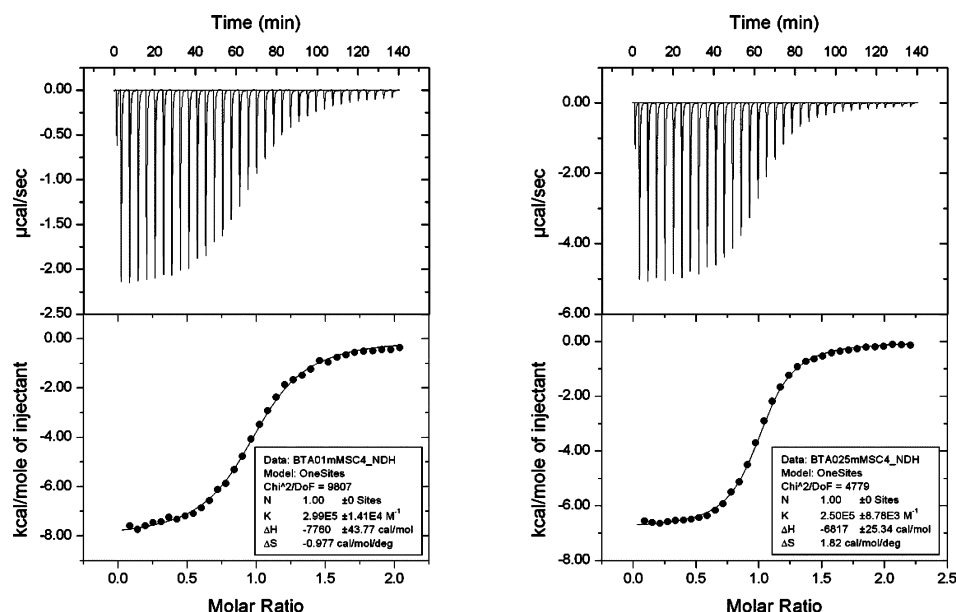 Time (min)
0 20 40 60 80 100 120 140
0.00
-0.50
-1.00
-1.50
-2.00
-2.50
µcal/sec
0.00
-2.00
-4.00
-6.00
-8.00
kcal/mole of injectant
Data: BTA01mMSC4_NDH
Model: OneSites
Chi^2/DoF = 9807
N 1.00 ±0 Sites
K 2.99E5 ±1.41E4 M⁻¹
ΔH -7760 ±43.77 cal/mol
ΔS -0.977 cal/mol/deg
0.0 0.5 1.0 1.5 2.0
Molar Ratio
Time (min)
0 20 40 60 80 100 120 140
0.00
-2.00
-4.00
-6.00
µcal/sec
0.00
-2.00
-4.00
-6.00
-8.00
kcal/mole of injectant
Data: BTA025mMSC4_NDH
Model: OneSites
Chi^2/DoF = 4779
N 1.00 ±0 Sites
K 2.50E5 ±8.78E3 M⁻¹
ΔH -6817 ±25.34 cal/mol
ΔS 1.82 cal/mol/deg
0.0 0.5 1.0 1.5 2.0 2.5
Molar Ratio